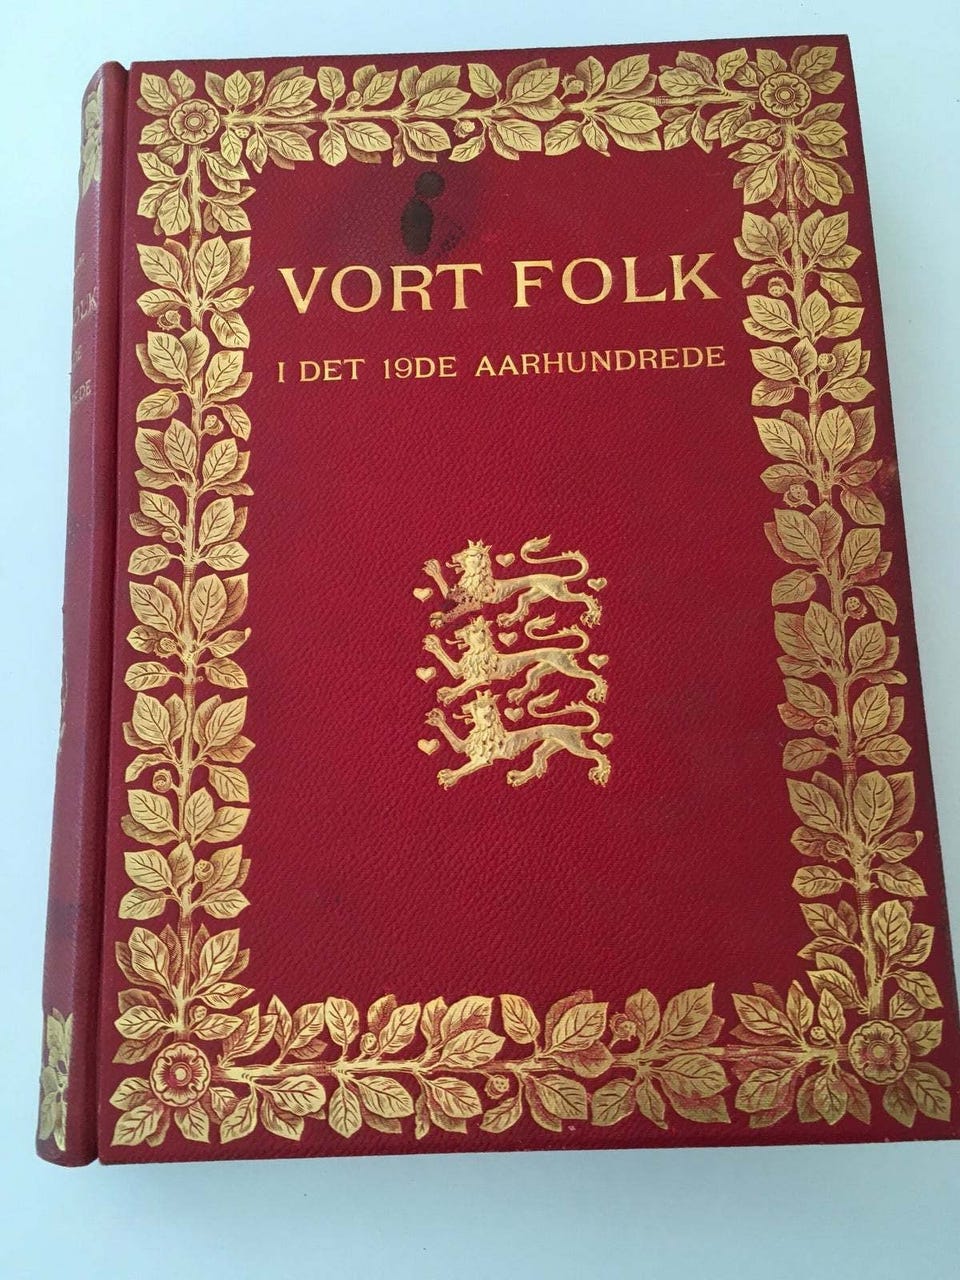 VORT FOLK
I DET 19DE AARHUNDREDE